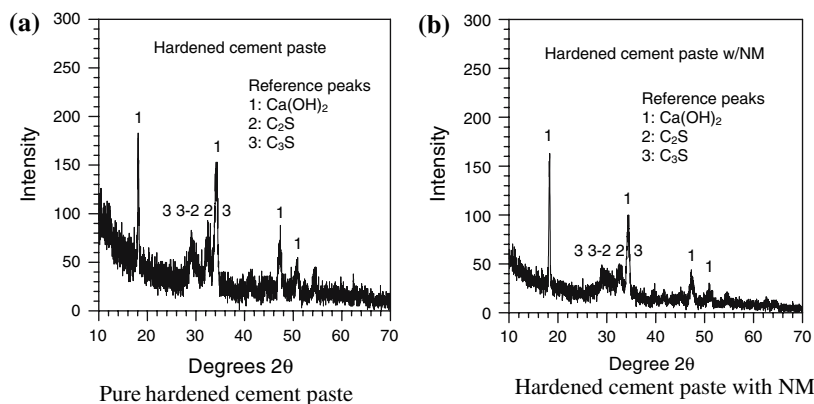 (a)
300
250
200
150
100
50
0
Intensity
Hardened cement paste
Reference peaks
1: Ca(OH)₂
2: C₂S
3: C₃S
1
1
3 3-2 2 3
1
1
10 20 30 40 50 60 70
Degrees 2θ
Pure hardened cement paste
(b)
300
250
200
150
100
50
0
Intensity
Hardened cement paste w/NM
Reference peaks
1: Ca(OH)₂
2: C₂S
3: C₃S
1
1
3 3-2 2 3
1
1
10 20 30 40 50 60 70
Degree 2θ
Hardened cement paste with NM